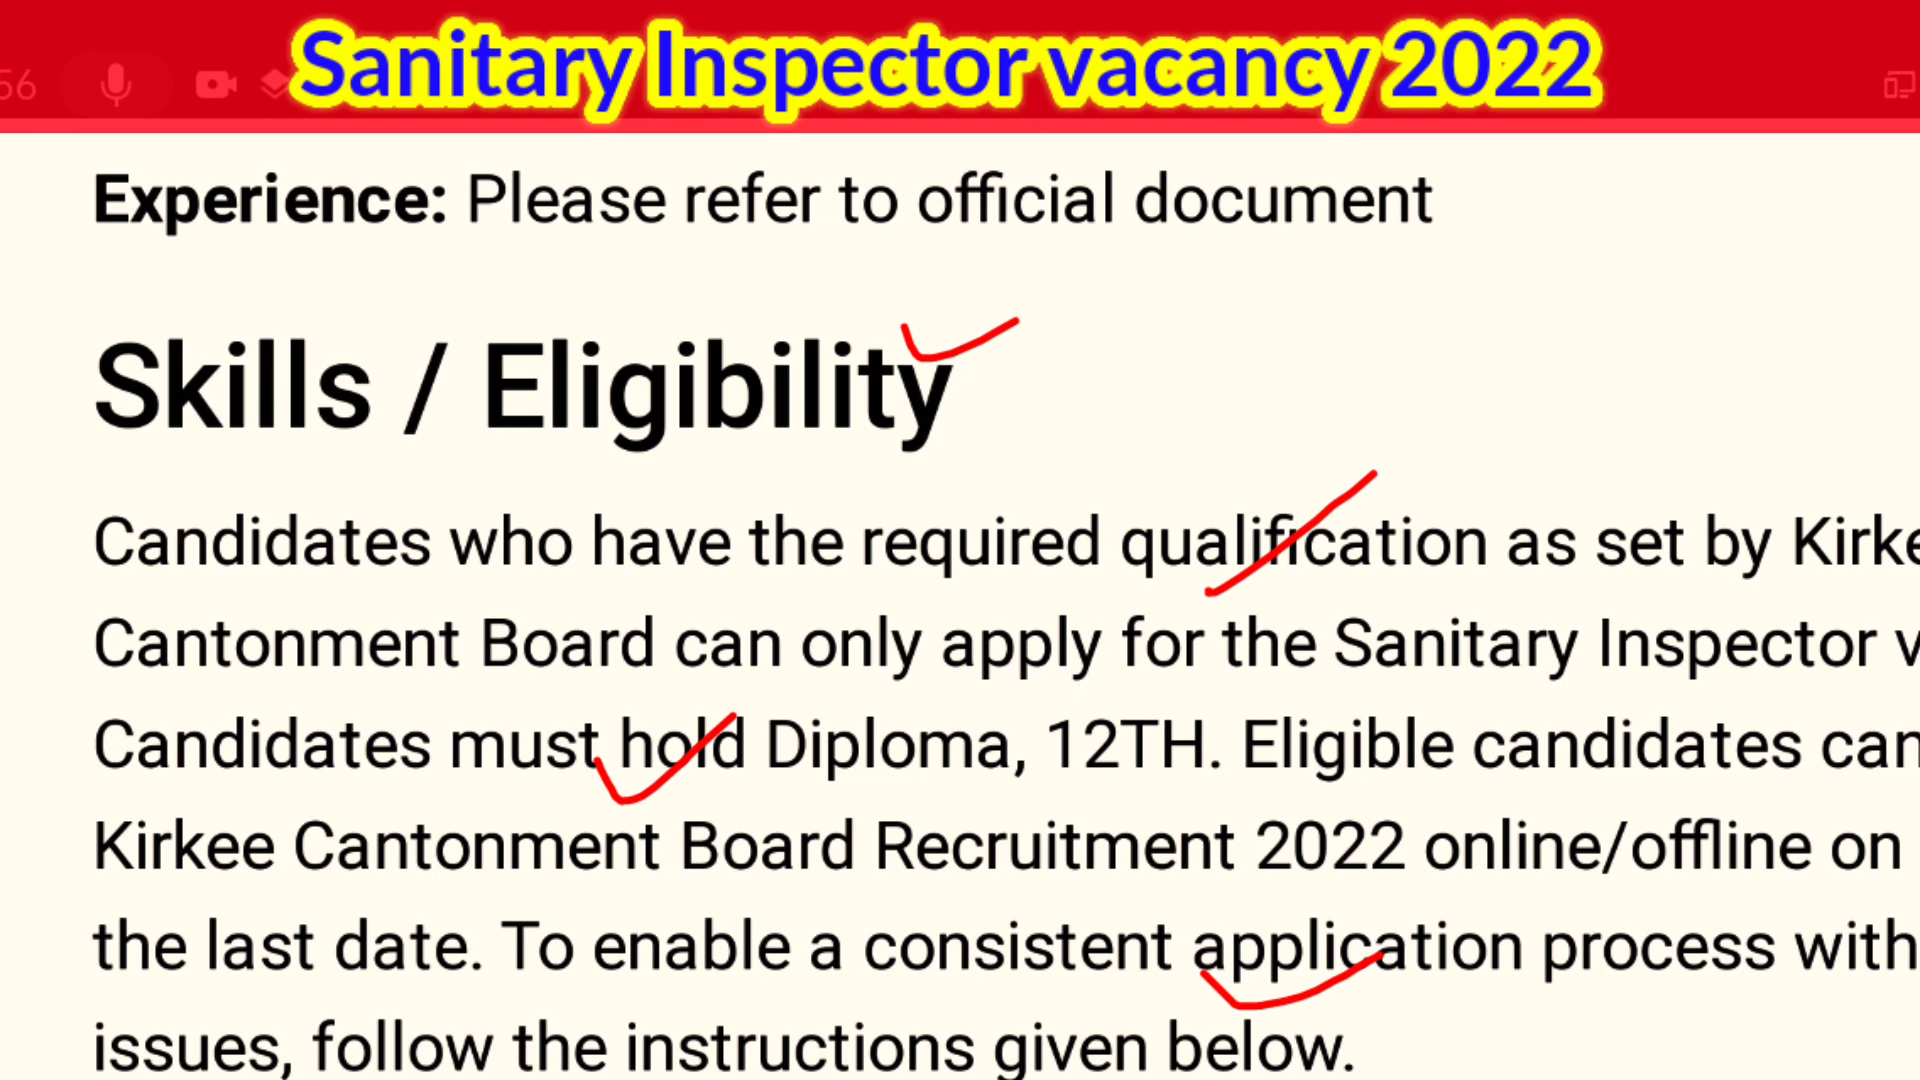 Sanitary Inspector vacancy 2022
56
Experience: Please refer to official document
Skills / Eligibility
Candidates who have the required qualification as set by
Cantonment Board can only apply for the Sanitary Inspector
Candidates must hold Diploma, 12TH. Eligible candidates can
Kirkee Cantonment Board Recruitment 2022 online/offline on
the last date. To enable a consistent application process with
issues, follow the instructions given below.